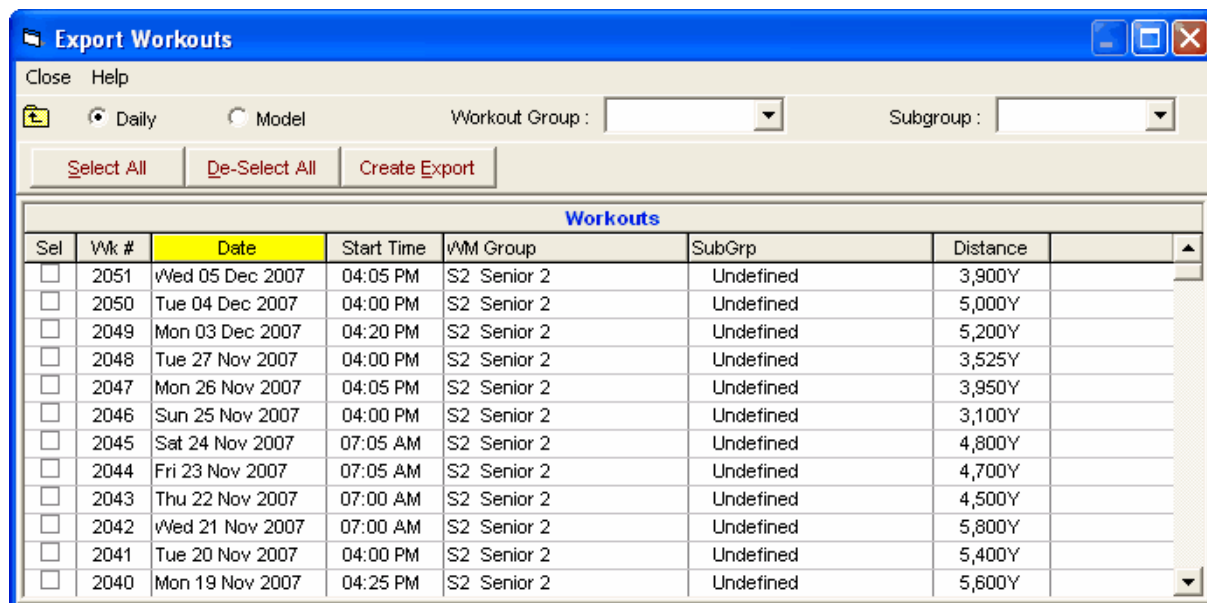 Export Workouts
Close Help
Daily Model Workout Group : Subgroup :
Select All De-Select All Create Export
Workouts
Sel Wk # Date Start Time WM Group SubGrp Distance
2051 Wed 05 Dec 2007 04:05 PM S2 Senior 2 Undefined 3,900Y
2050 Tue 04 Dec 2007 04:00 PM S2 Senior 2 Undefined 5,000Y
2049 Mon 03 Dec 2007 04:20 PM S2 Senior 2 Undefined 5,200Y
2048 Tue 27 Nov 2007 04:00 PM S2 Senior 2 Undefined 3,525Y
2047 Mon 26 Nov 2007 04:05 PM S2 Senior 2 Undefined 3,950Y
2046 Sun 25 Nov 2007 04:00 PM S2 Senior 2 Undefined 3,100Y
2045 Sat 24 Nov 2007 07:05 AM S2 Senior 2 Undefined 4,800Y
2044 Fri 23 Nov 2007 07:05 AM S2 Senior 2 Undefined 4,700Y
2043 Thu 22 Nov 2007 07:00 AM S2 Senior 2 Undefined 4,500Y
2042 Wed 21 Nov 2007 07:00 AM S2 Senior 2 Undefined 5,800Y
2041 Tue 20 Nov 2007 04:00 PM S2 Senior 2 Undefined 5,400Y
2040 Mon 19 Nov 2007 04:25 PM S2 Senior 2 Undefined 5,600Y